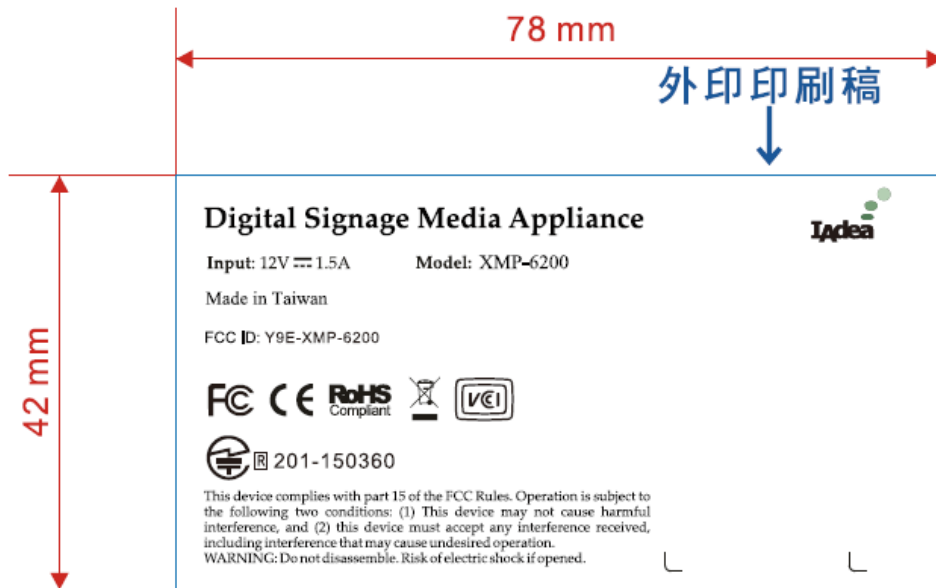 78 mm
外印印刷稿
42 mm
Digital Signage Media Appliance
IAdea
Input: 12V 1.5A Model: XMP-6200
Made in Taiwan
FCC ID: Y9E-XMP-6200
FC CE RoHS Compliant VCI
R 201-150360
This device complies with part 15 of the FCC Rules. Operation is subject to
the following two conditions: (1) This device may not cause harmful
interference, and (2) this device must accept any interference received,
including interference that may cause undesired operation.
WARNING: Do not disassemble. Risk of electric shock if opened.